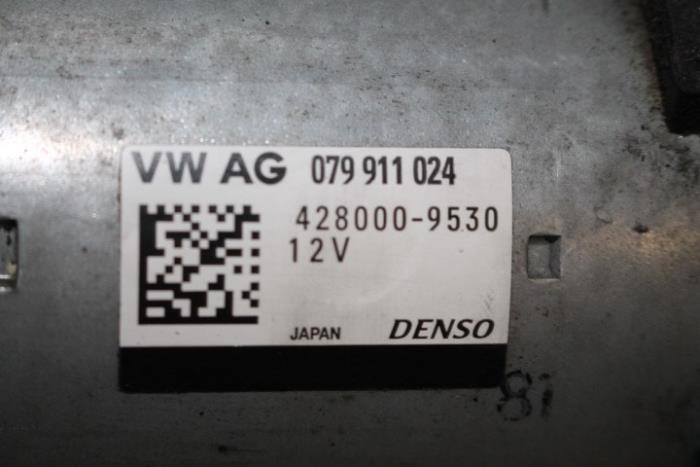 VW AG 079 911 024
428000-9530
12V
JAPAN DENSO
81